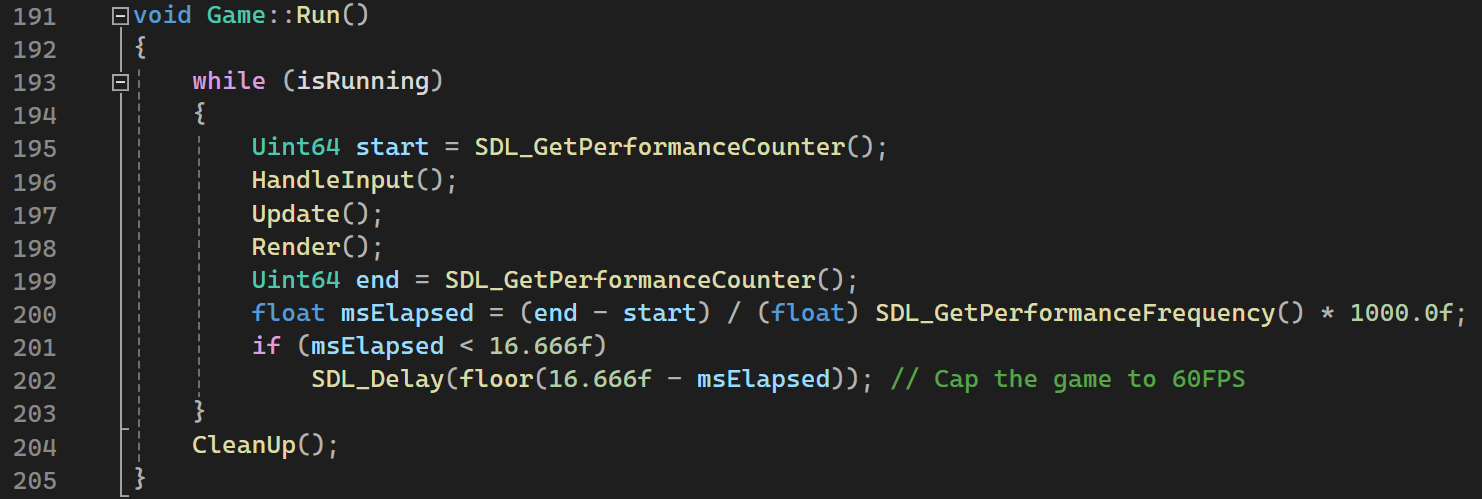 191 void Game::Run()
192 {
193     while (isRunning)
194     {
195         Uint64 start = SDL_GetPerformanceCounter();
196         HandleInput();
197         Update();
198         Render();
199         Uint64 end = SDL_GetPerformanceCounter();
200         float msElapsed = (end - start) / (float) SDL_GetPerformanceFrequency() * 1000.0f;
201         if (msElapsed < 16.666f)
202             SDL_Delay(floor(16.666f - msElapsed)); // Cap the game to 60FPS
203     }
204     CleanUp();
205 }